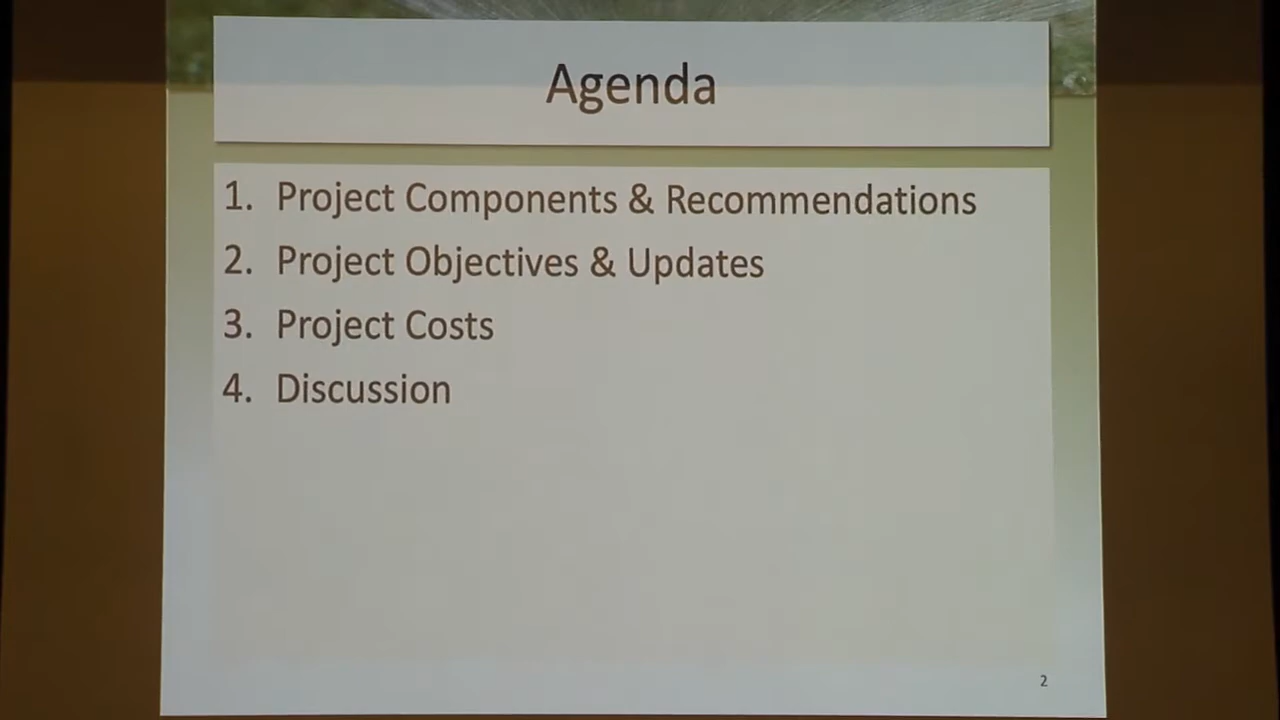 Agenda
1. Project Components & Recommendations
2. Project Objectives & Updates
3. Project Costs
4. Discussion
2